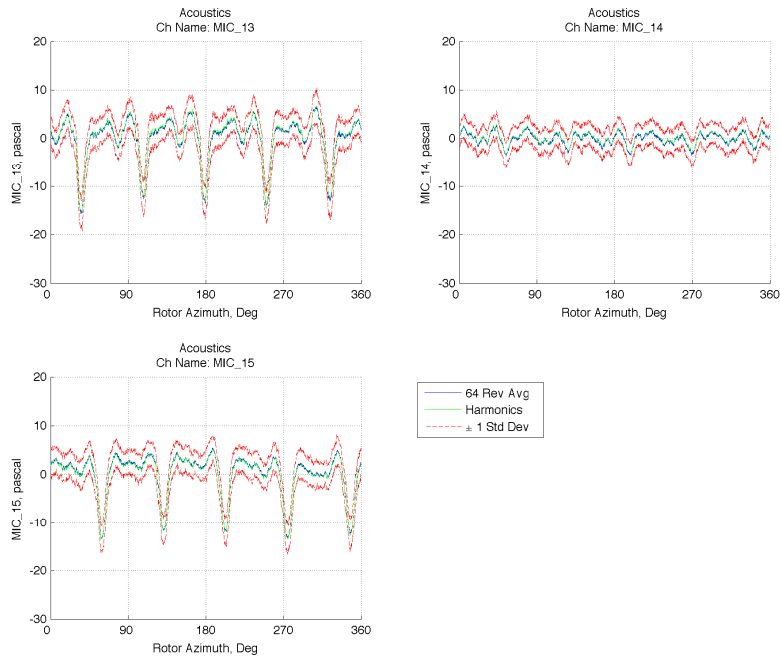 Acoustics
Ch Name: MIC_13
20
10
0
-10
-20
-30
MIC_13, pascal
0 90 180 270 360
Rotor Azimuth, Deg
Acoustics
Ch Name: MIC_14
20
10
0
-10
-20
-30
MIC_14, pascal
0 90 180 270 360
Rotor Azimuth, Deg
Acoustics
Ch Name: MIC_15
20
10
0
-10
-20
-30
MIC_15, pascal
0 90 180 270 360
Rotor Azimuth, Deg
64 Rev Avg
Harmonics
± 1 Std Dev